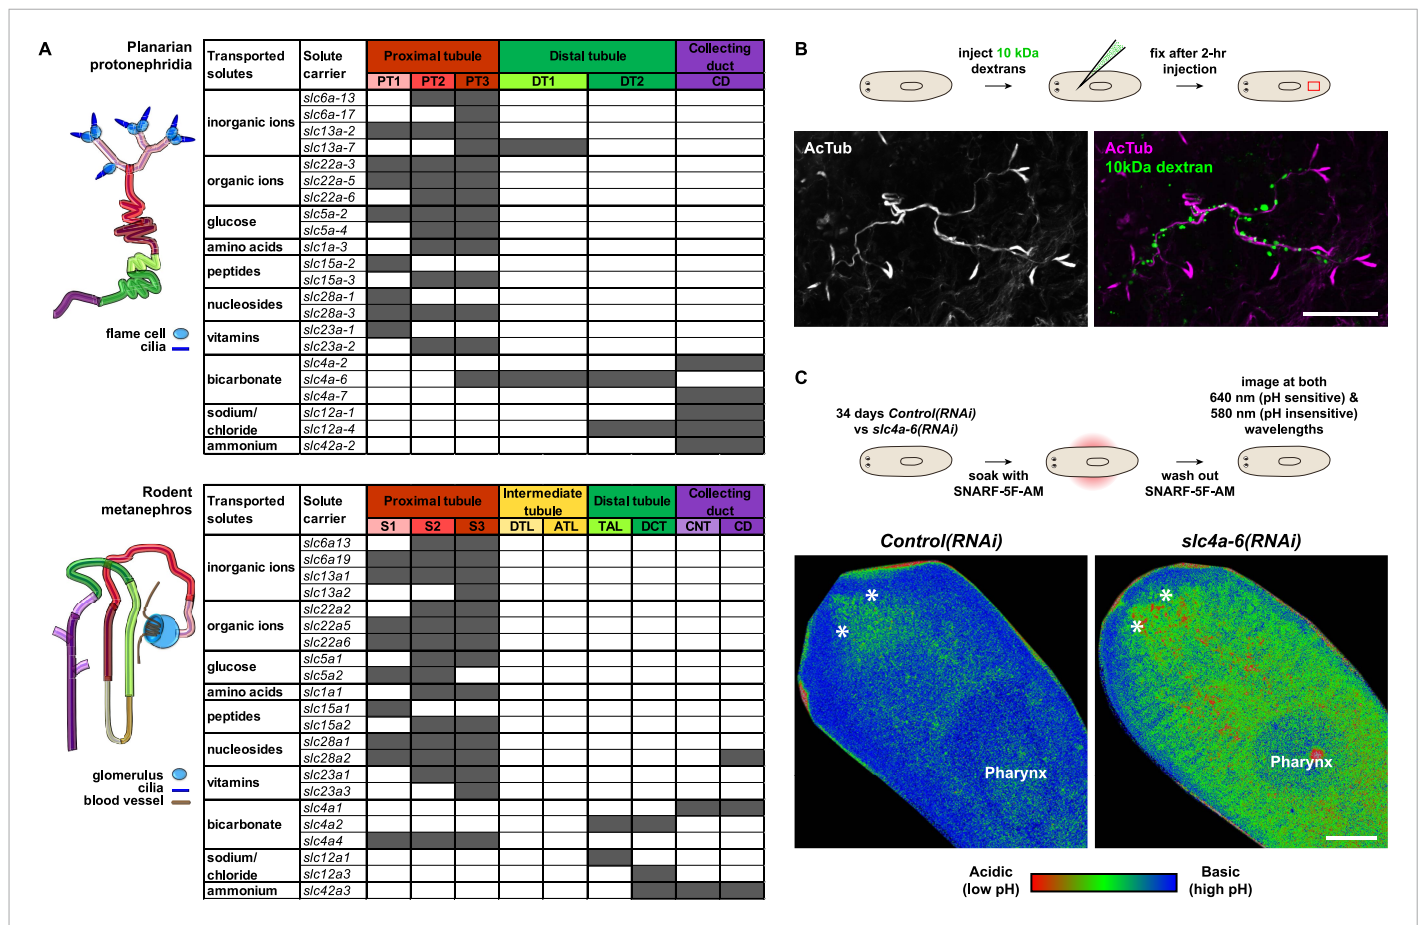 A
Planarian
protonephridia
flame cell
cilia
Transported
solutes
Solute
carrier
Proximal tubule
Distal tubule
Collecting
duct
PT1 PT2 PT3 DT1 DT2 CD
inorganic ions
slc6a-13
slc6a-17
slc13a-2
slc13a-7
organic ions
slc22a-3
slc22a-5
slc22a-6
glucose
slc5a-2
slc5a-4
amino acids
slc1a-3
peptides
slc15a-2
slc15a-3
nucleosides
slc28a-1
slc28a-3
vitamins
slc23a-1
slc23a-2
bicarbonate
slc4a-2
slc4a-6
slc4a-7
sodium/
chloride
slc12a-1
slc12a-4
ammonium
slc42a-2
Rodent
metanephros
glomerulus
cilia
blood vessel
Transported
solutes
Solute
carrier
Proximal tubule
Intermediate
tubule
Distal tubule
Collecting
duct
S1 S2 S3 DTL ATL TAL DCT CNT CD
inorganic ions
slc6a13
slc6a19
slc13a1
slc13a2
organic ions
slc22a2
slc22a5
slc22a6
glucose
slc5a1
slc5a2
amino acids
slc1a1
peptides
slc15a1
slc15a2
nucleosides
slc28a1
slc28a2
vitamins
slc23a1
slc23a3
bicarbonate
slc4a1
slc4a2
slc4a4
sodium/
chloride
slc12a1
slc12a3
ammonium
slc42a3
B
inject 10 kDa
dextrans
fix after 2-hr
injection
AcTub
AcTub
10kDa dextran
C
34 days Control(RNAi)
vs slc4a-6(RNAi)
soak with
SNARF-5F-AM
wash out
SNARF-5F-AM
image at both
640 nm (pH sensitive) &
580 nm (pH insensitive)
wavelengths
Control(RNAi)
slc4a-6(RNAi)
*
*
Pharynx
*
*
Pharynx
Acidic
(low pH)
Basic
(high pH)